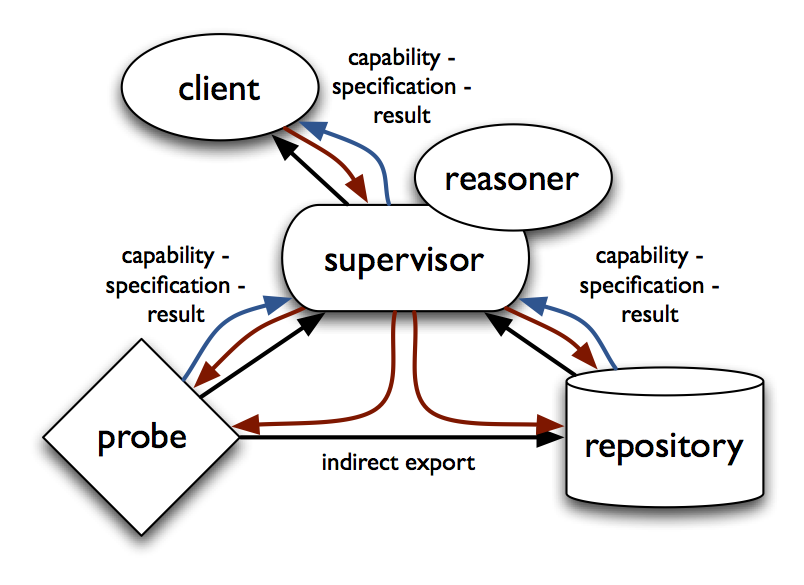 client
capability -
specification -
result
reasoner
supervisor
capability -
specification -
result
capability -
specification -
result
probe
repository
indirect export